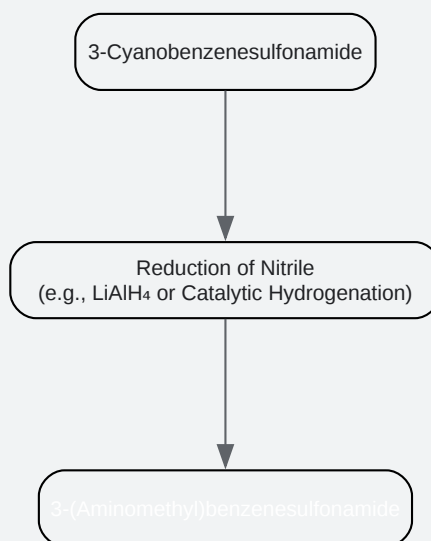 3-Cyanobenzenesulfonamide
Reduction of Nitrile
(e.g., LiAlH₄ or Catalytic Hydrogenation)
3-(Aminomethyl)benzenesulfonamide